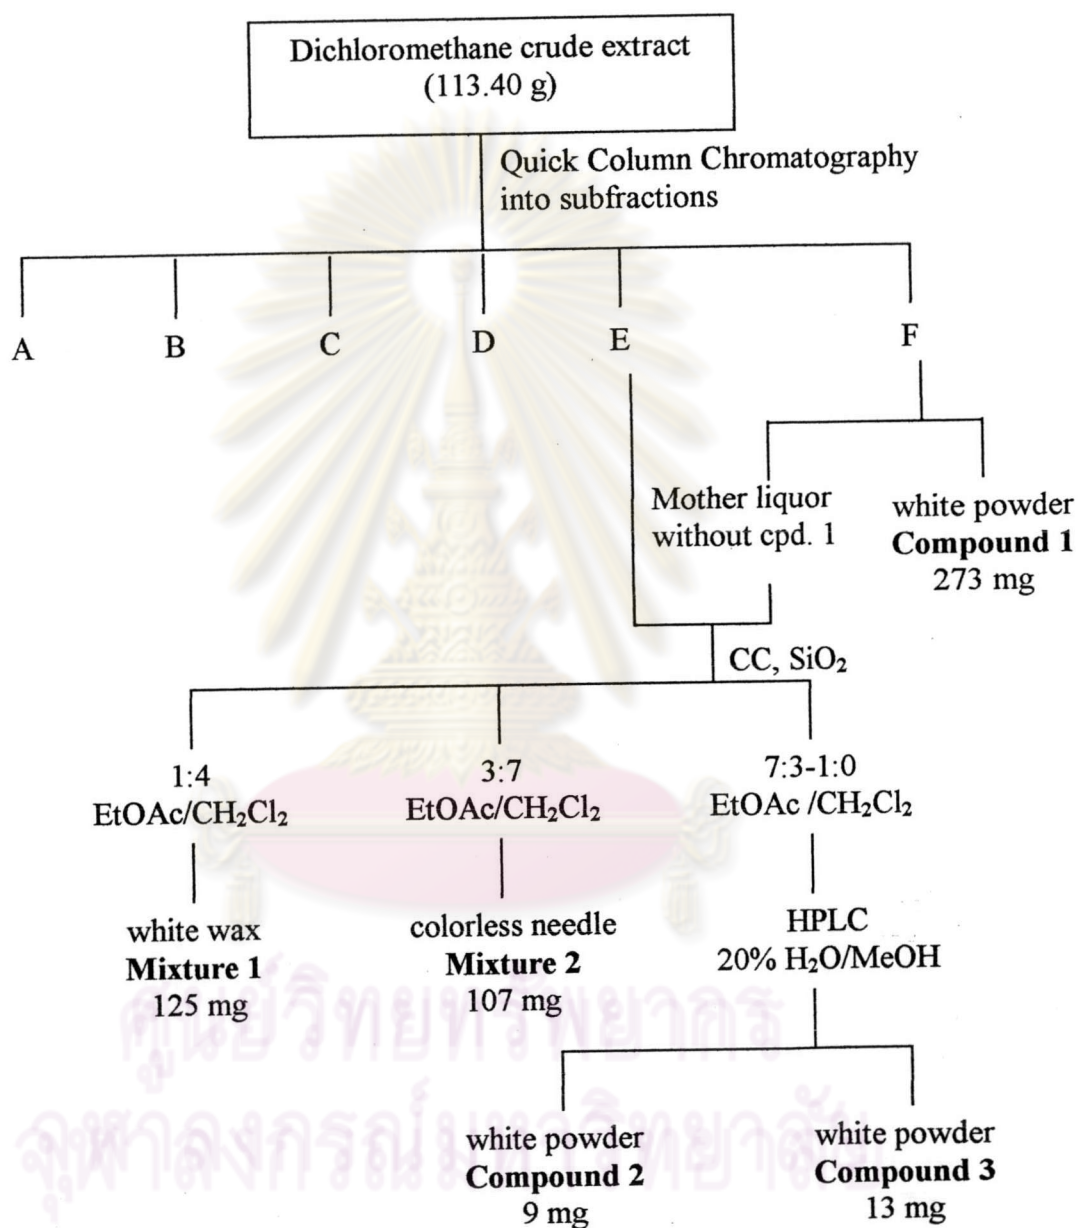 Dichloromethane crude extract
(113.40 g)
Quick Column Chromatography
into subfractions
A B C D E F
Mother liquor
without cpd. 1
white powder
Compound 1
273 mg
CC, SiO₂
1:4
EtOAc/CH₂Cl₂
3:7
EtOAc/CH₂Cl₂
7:3-1:0
EtOAc /CH₂Cl₂
white wax
Mixture 1
125 mg
colorless needle
Mixture 2
107 mg
HPLC
20% H₂O/MeOH
white powder
Compound 2
9 mg
white powder
Compound 3
13 mg
ศูนย์วิทยทรัพยากร
จุฬาลงกรณ์มหาวิทยาลัย